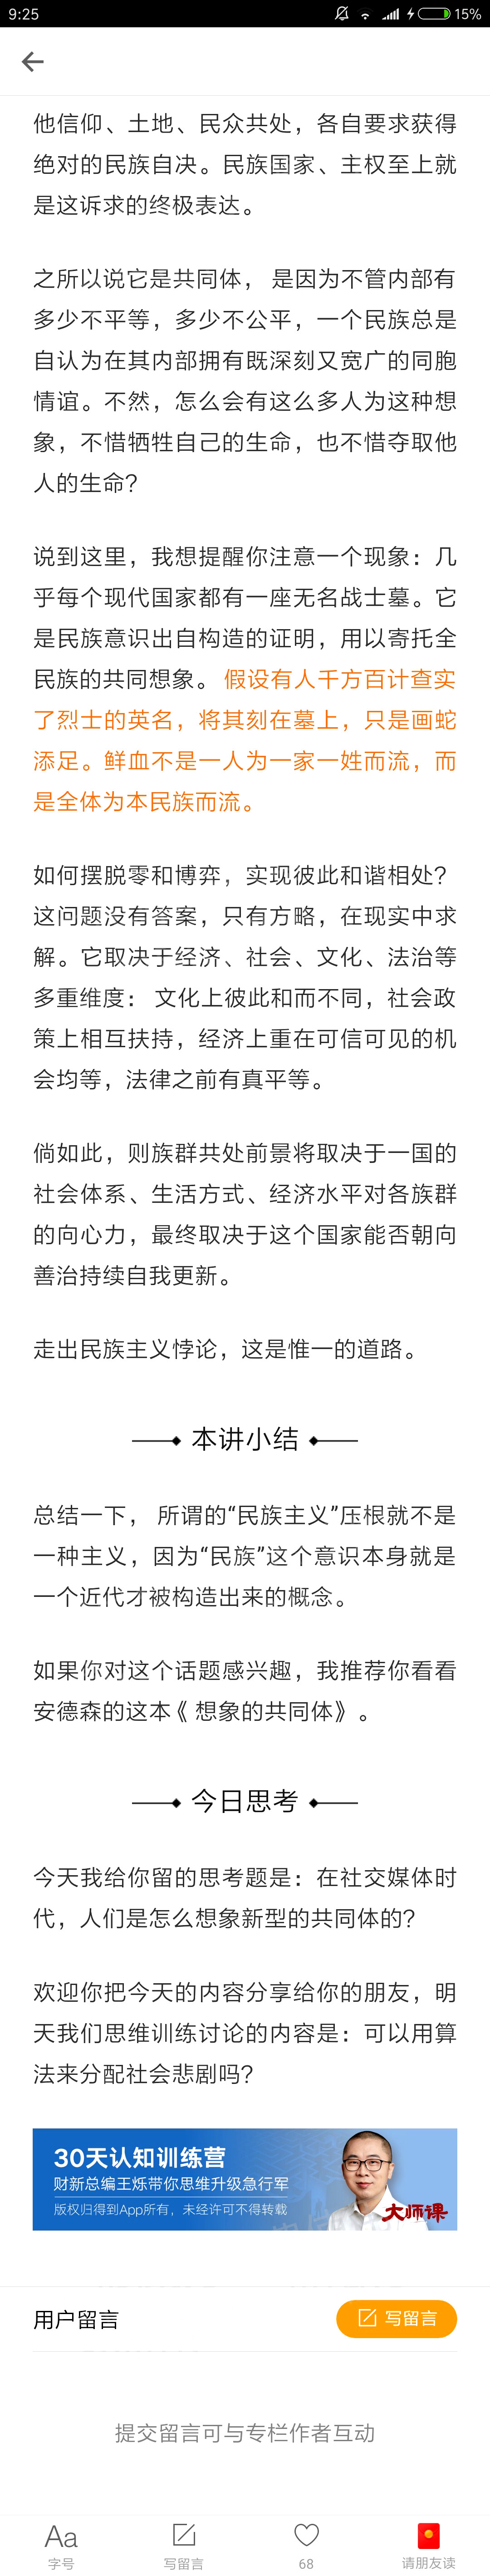 9:25
15%
他信仰、土地、民众共处，各自要求获得
绝对的民族自决。民族国家、主权至上就
是这诉求的终极表达。
之所以说它是共同体， 是因为不管内部有
多少不平等，多少不公平，一个民族总是
自认为在其内部拥有既深刻又宽广的同胞
情谊。不然，怎么会有这么多人为这种想
象，不惜牺牲自己的生命，也不惜夺取他
人的生命？
说到这里，我想提醒你注意一个现象：几
乎每个现代国家都有一座无名战士墓。它
是民族意识出自构造的证明，用以寄托全
民族的共同想象。 假设有人千方百计查实
了烈士的英名，将其刻在墓上，只是画蛇
添足。鲜血不是一人为一家一姓而流，而
是全体为本民族而流。
如何摆脱零和博弈，实现彼此和谐相处？
这问题没有答案，只有方略，在现实中求
解。它取决于经济、社会、文化、法治等
多重维度： 文化上彼此和而不同，社会政
策上相互扶持，经济上重在可信可见的机
会均等，法律之前有真平等。
倘如此，则族群共处前景将取决于一国的
社会体系、生活方式、经济水平对各族群
的向心力，最终取决于这个国家能否朝向
善治持续自我更新。
走出民族主义悖论，这是惟一的道路。
本讲小结
总结一下， 所谓的“民族主义”压根就不是
一种主义，因为“民族”这个意识本身就是
一个近代才被构造出来的概念。
如果你对这个话题感兴趣，我推荐你看看
安德森的这本《 想象的共同体》。
今日思考
今天我给你留的思考题是：在社交媒体时
代，人们是怎么想象新型的共同体的？
欢迎你把今天的内容分享给你的朋友，明
天我们思维训练讨论的内容是：可以用算
法来分配社会悲剧吗？
30天认知训练营
财新总编王烁带你思维升级急行军
版权归得到App所有，未经许可不得转载
大师课
用户留言
写留言
提交留言可与专栏作者互动
Aa
字号
写留言
68
请朋友读